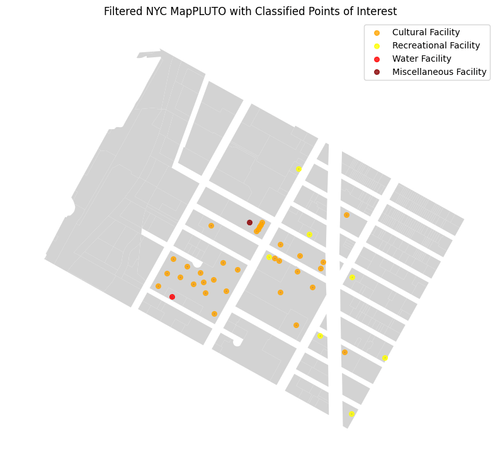 Filtered NYC MapPLUTO with Classified Points of Interest
Cultural Facility
Recreational Facility
Water Facility
Miscellaneous Facility